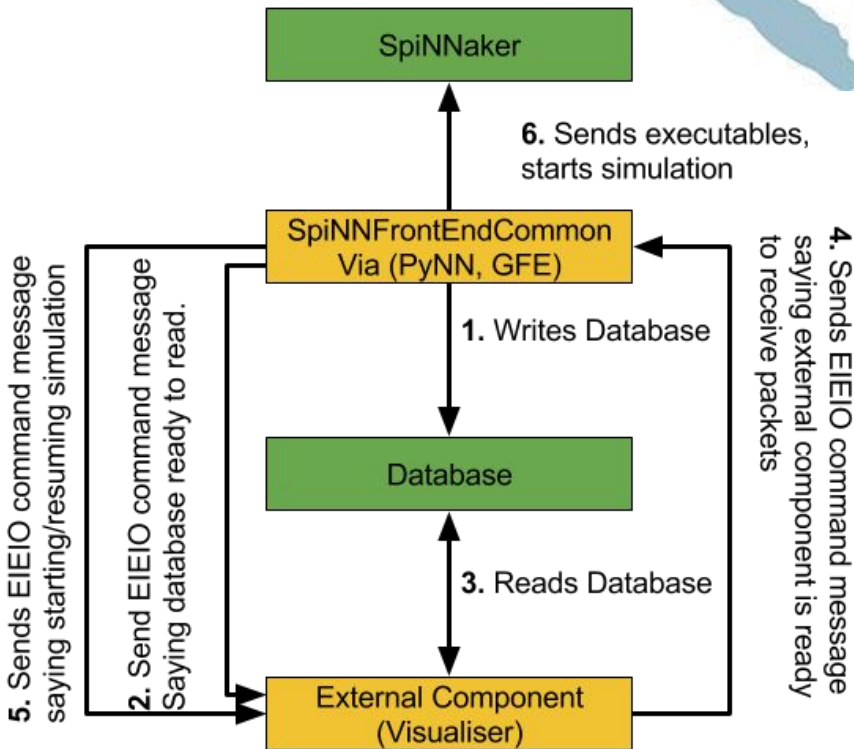 SpiNNaker
6. Sends executables,
starts simulation
SpiNNFrontEndCommon
Via (PyNN, GFE)
1. Writes Database
Database
3. Reads Database
External Component
(Visualiser)
5. Sends EIEIO command message
saying starting/resuming simulation
2. Send EIEIO command message
Saying database ready to read.
4. Sends EIEIO command message
saying external component is ready
to receive packets